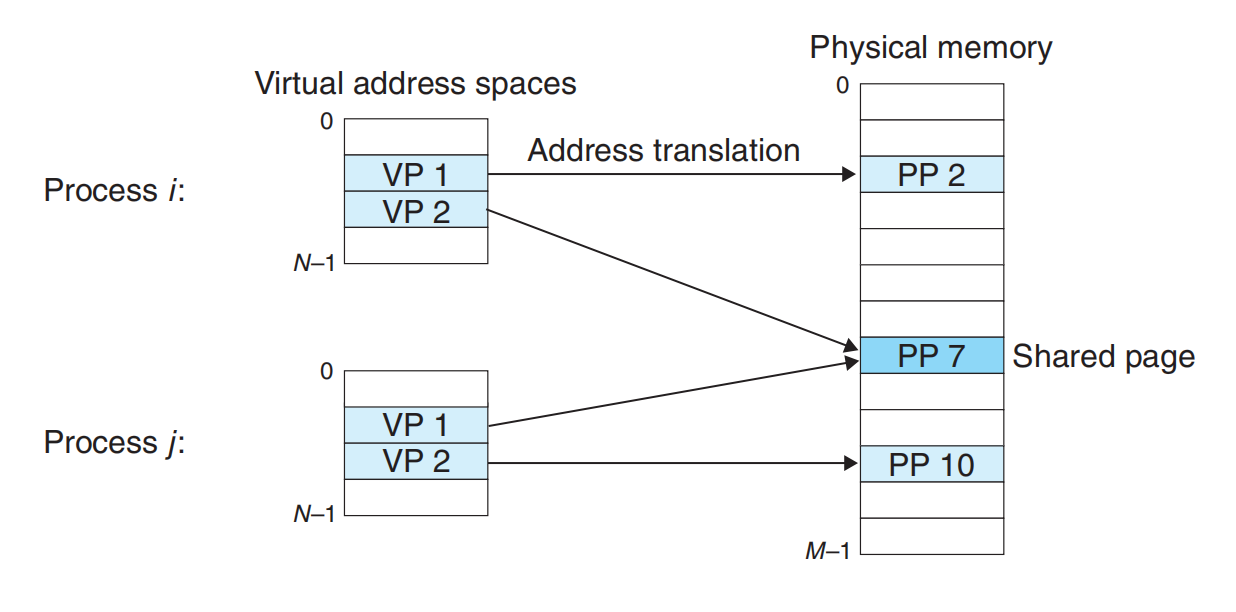 Physical memory
Virtual address spaces
0
0
Address translation
Process i:
VP 1
PP 2
VP 2
N–1
PP 7
Shared page
0
Process j:
VP 1
VP 2
PP 10
N–1
M–1